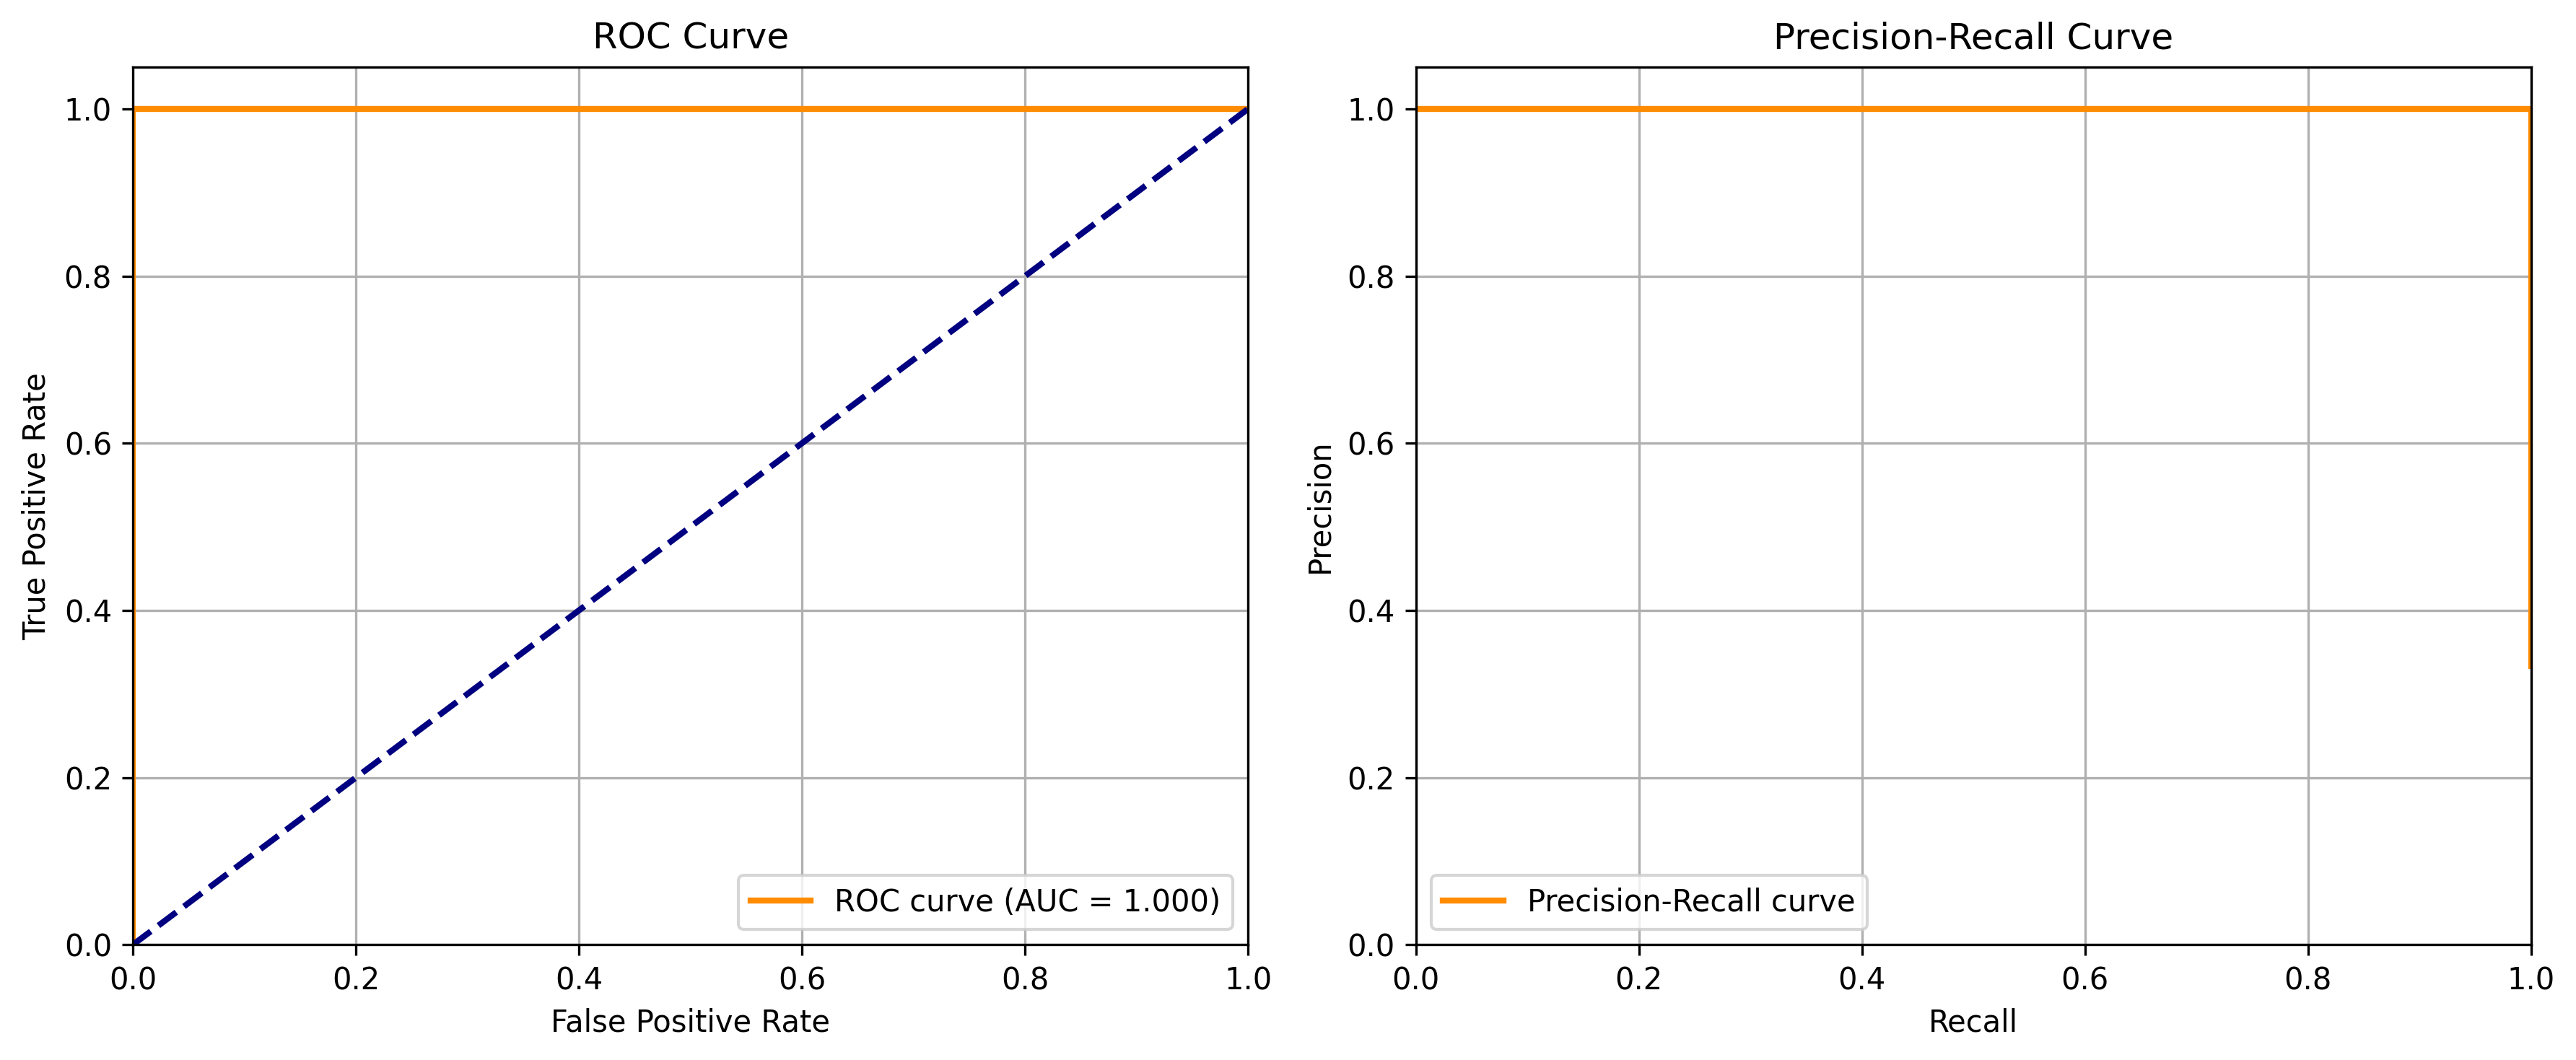 ROC Curve
True Positive Rate
1.0
0.8
0.6
0.4
0.2
0.0
0.0 0.2 0.4 0.6 0.8 1.0
False Positive Rate
ROC curve (AUC = 1.000)
Precision-Recall Curve
Precision
1.0
0.8
0.6
0.4
0.2
0.0
0.0 0.2 0.4 0.6 0.8 1.0
Recall
Precision-Recall curve